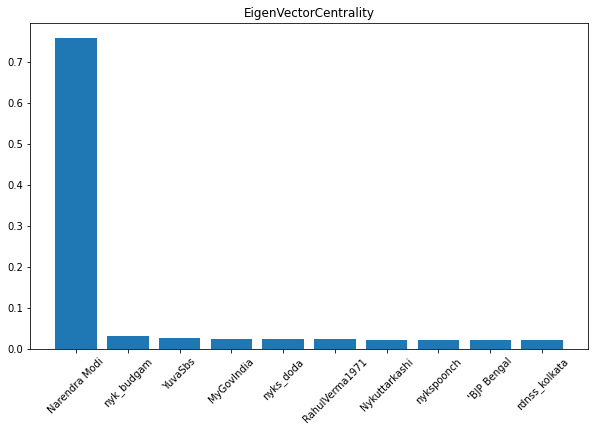 EigenVectorCentrality
0.7
0.6
0.5
0.4
0.3
0.2
0.1
0.0
Narendra Modi
nyk_budgam
YuvaSbs
MyGovIndia
nyks_doda
RahulVerma1971
Nykuttarkashi
nykspoonch
'BJP Bengal
rdnss_kolkata